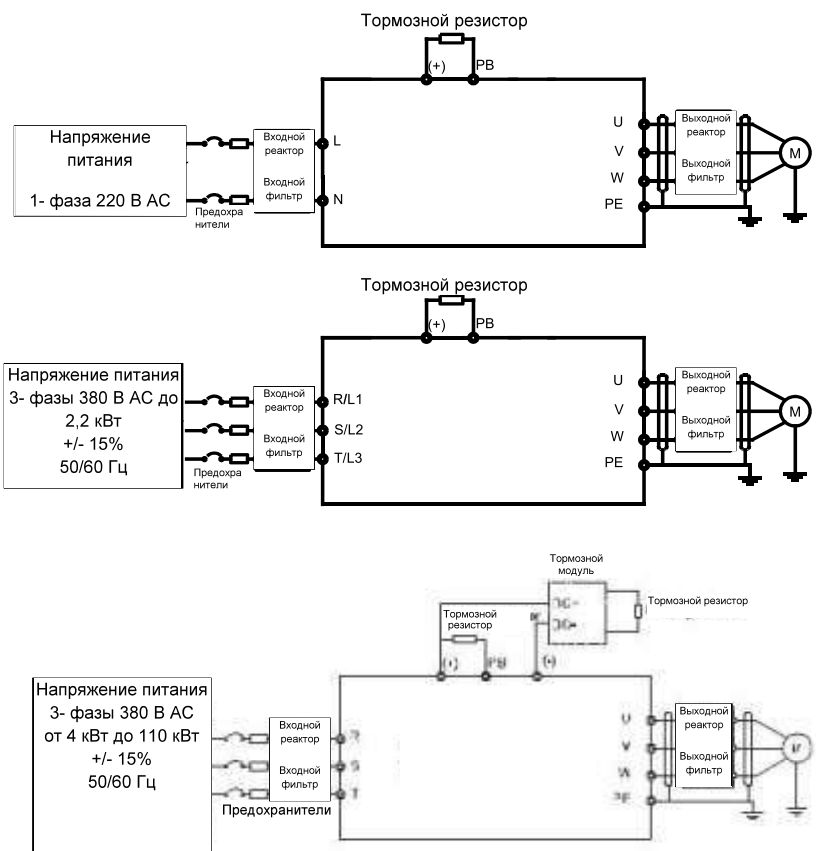 Тормозной резистор
(+)
PB
Напряжение
питания
1- фаза 220 В АС
Предохра
нители
Входной
реактор
Входной
фильтр
L
N
U
V
W
PE
Выходной
реактор
Выходной
фильтр
M
Тормозной резистор
(+)
PB
Напряжение питания
3- фазы 380 В АС до
2,2 кВт
+/- 15%
50/60 Гц
Предохра
нители
Входной
реактор
Входной
фильтр
R/L1
S/L2
T/L3
U
V
W
PE
Выходной
реактор
Выходной
фильтр
M
Тормозной
модуль
Тормозной резистор
Тормозной
резистор
(+)
PB
(-)
Напряжение питания
3- фазы 380 В АС
от 4 кВт до 110 кВт
+/- 15%
50/60 Гц
Предохранители
Входной
реактор
Входной
фильтр
R
S
T
U
V
W
PE
Выходной
реактор
Выходной
фильтр
M